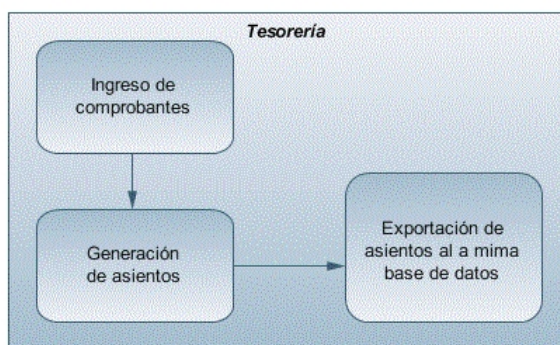 Tesorería
Ingreso de
comprobantes
Generación
de asientos
Exportación de
asientos al a mima
base de datos